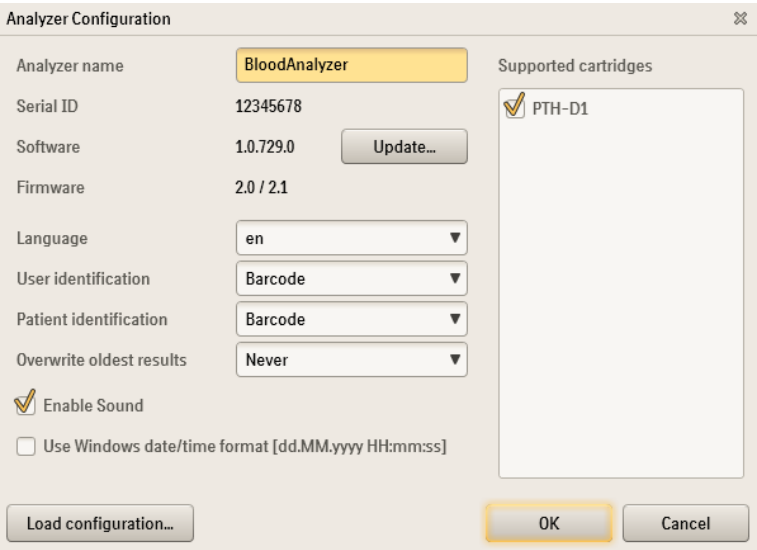 Analyzer Configuration
Analyzer name BloodAnalyzer
Serial ID 12345678
Software 1.0.729.0 Update...
Firmware 2.0 / 2.1
Language en
User identification Barcode
Patient identification Barcode
Overwrite oldest results Never
Enable Sound
Use Windows date/time format [dd.MM.yyyy HH:mm:ss]
Supported cartridges
PTH-D1
Load configuration...
OK
Cancel